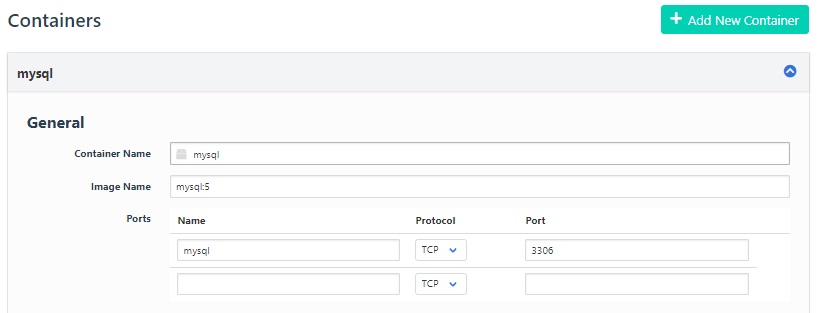 Containers
+ Add New Container
mysql
General
Container Name mysql
Image Name mysql:5
Ports Name Protocol Port
mysql TCP 3306
TCP